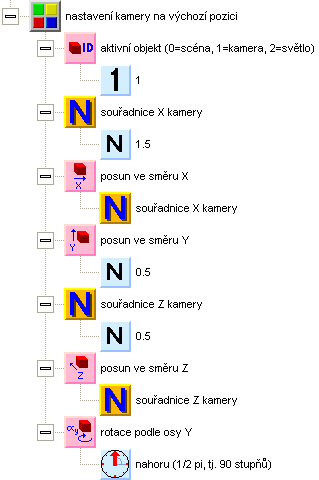 nastavení kamery na výchozí pozici
ID aktivní objekt (0=scéna, 1=kamera, 2=světlo)
1 1
N souřadnice X kamery
N 1.5
X posun ve směru X
N souřadnice X kamery
Y posun ve směru Y
N 0.5
N souřadnice Z kamery
N 0.5
Z posun ve směru Z
N souřadnice Z kamery
αy rotace podle osy Y
nahoru (1/2 pi, tj. 90 stupňů)